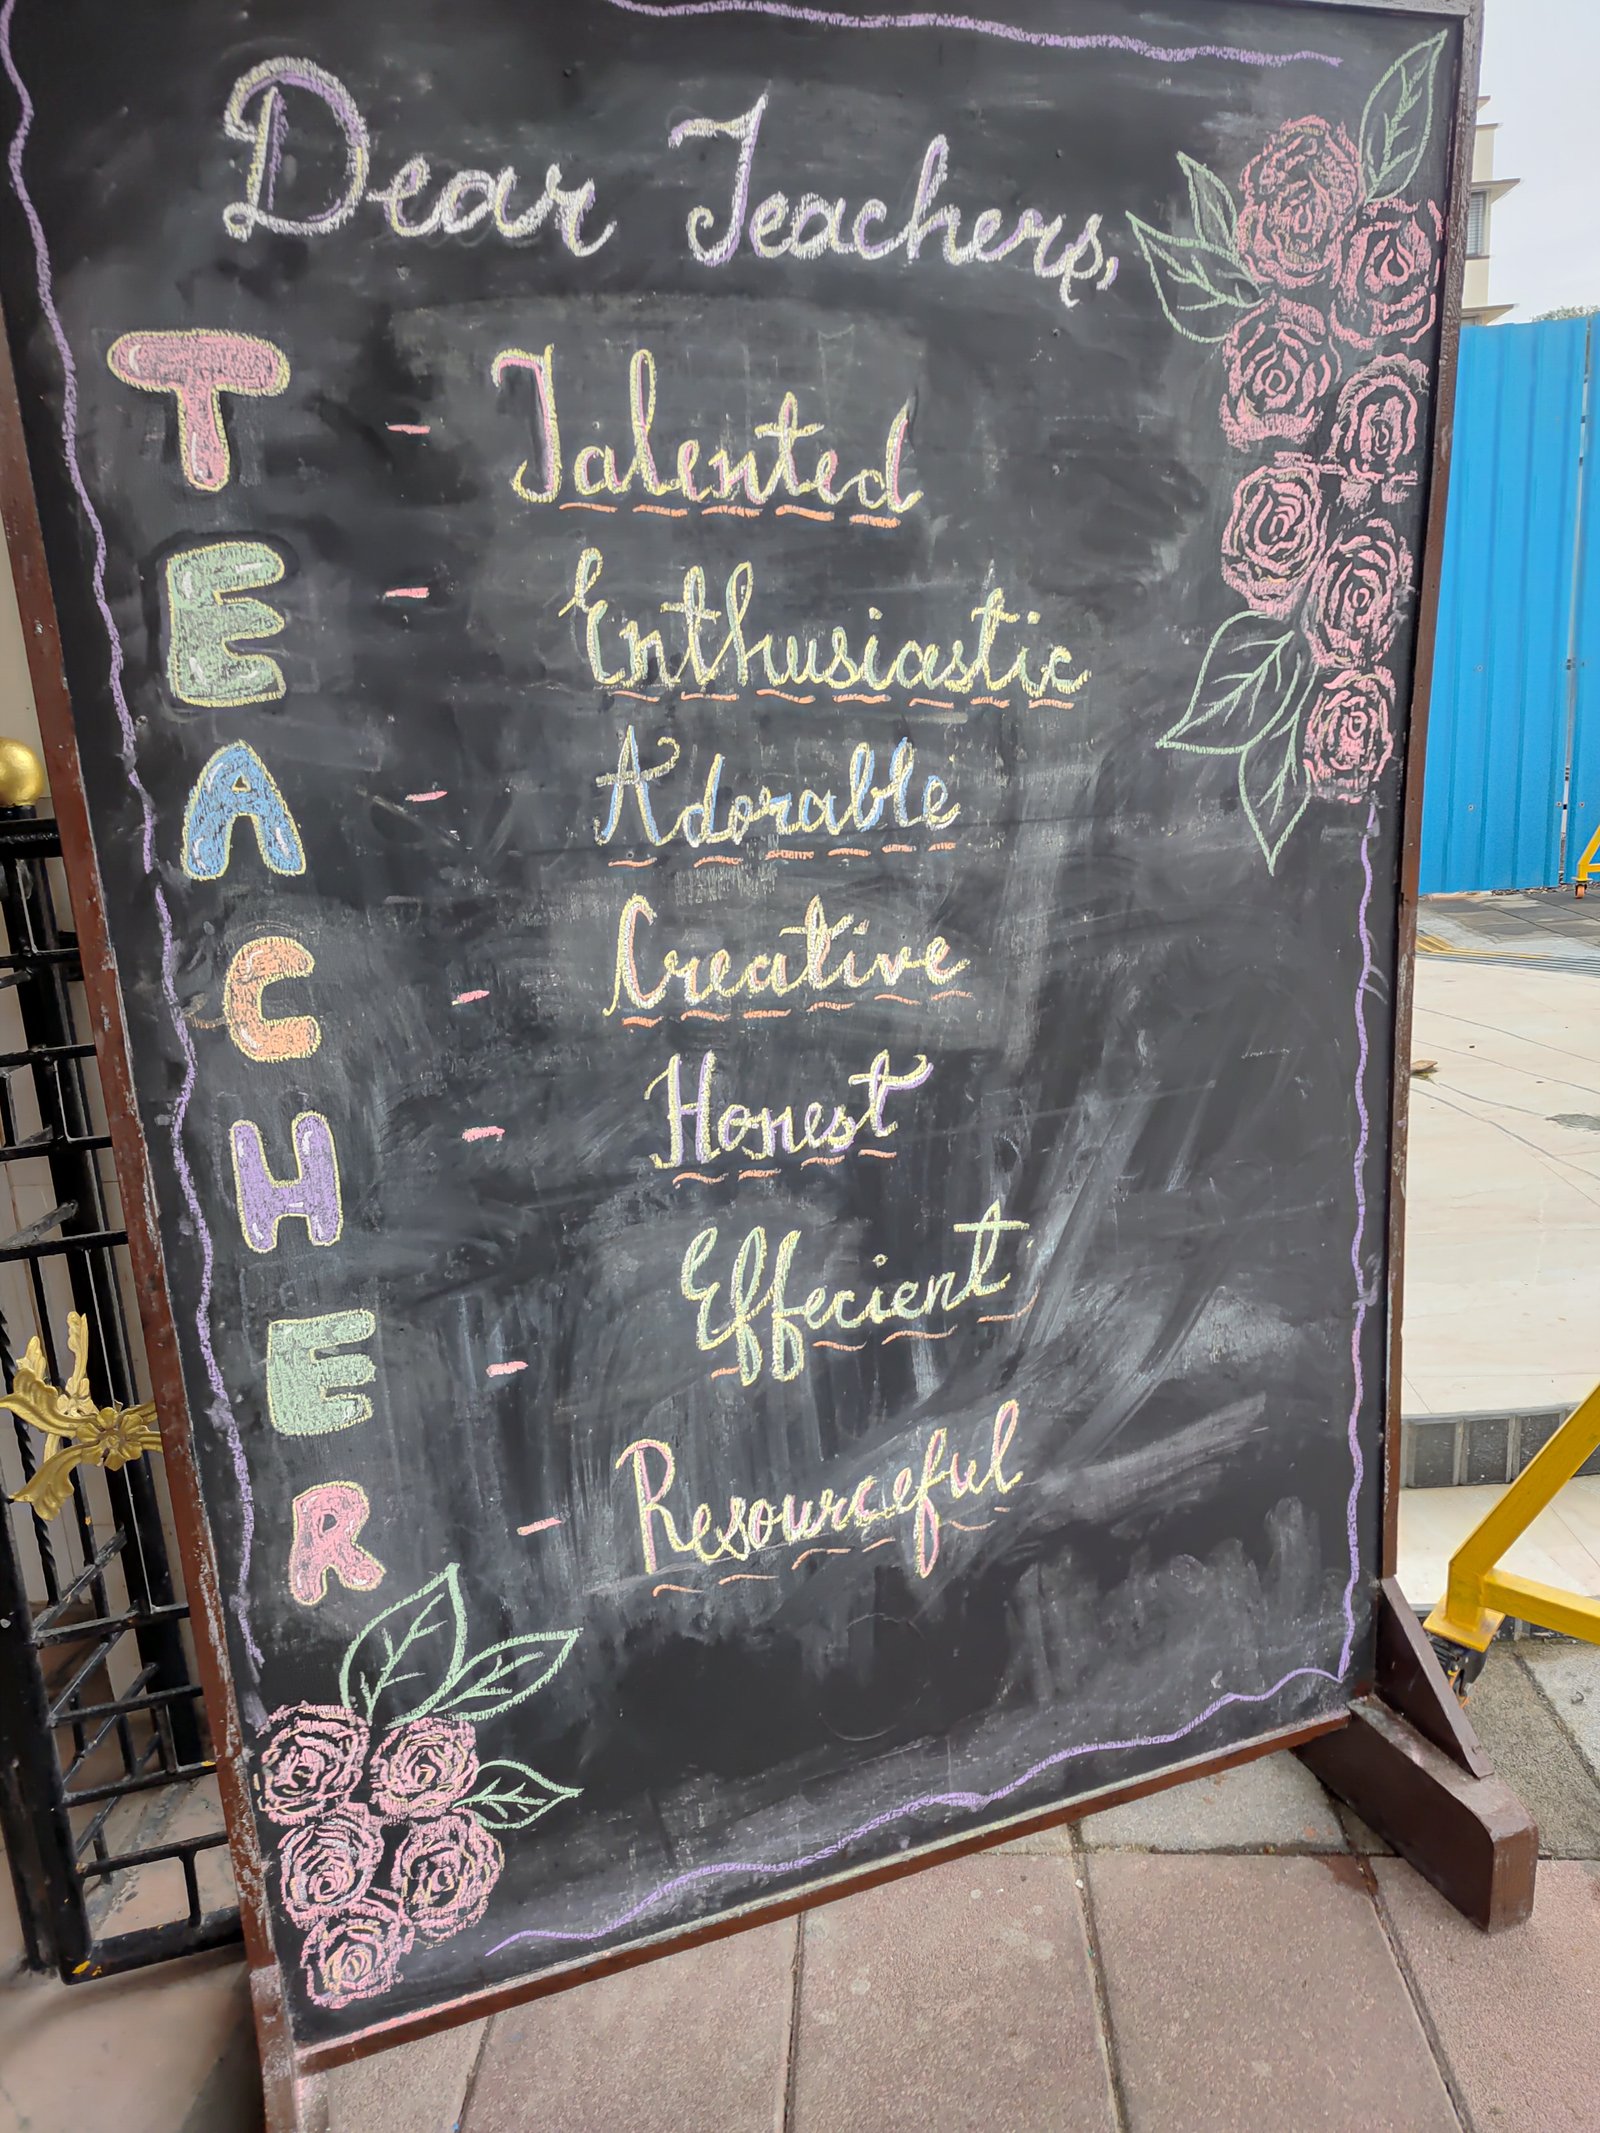 Dear Teachers,
T - Talented
E - Enthusiastic
A - Adorable
C - Creative
H - Honest
E - Effecient
R - Resourceful